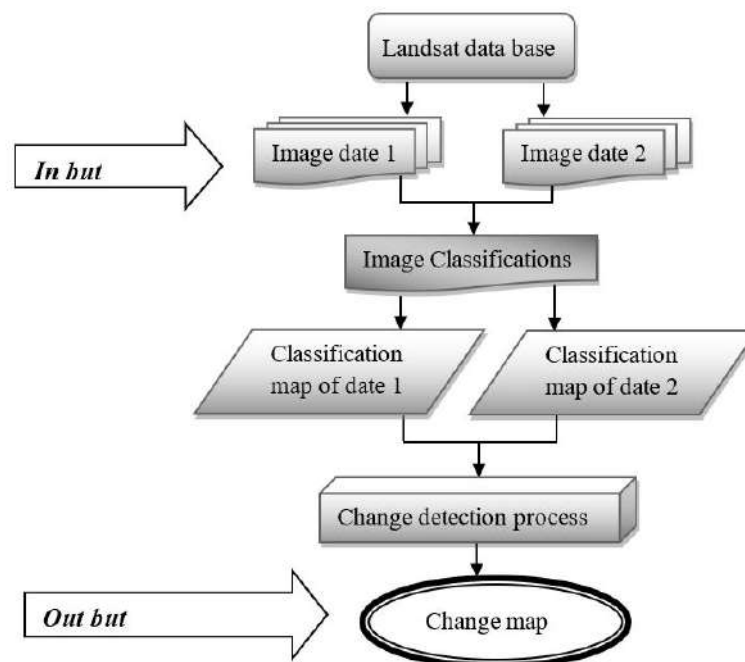 Landsat data base
Image date 1
Image date 2
In but
Image Classifications
Classification
map of date 1
Classification
map of date 2
Change detection process
Out but
Change map